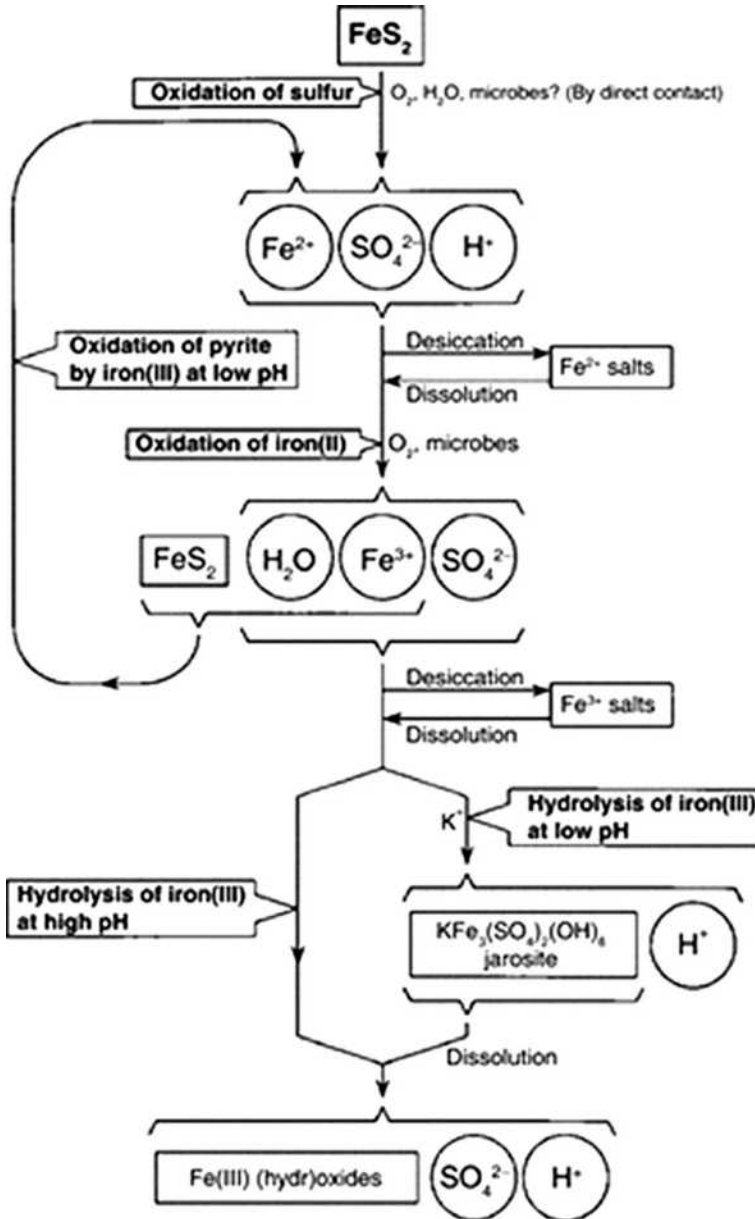 FeS₂
Oxidation of sulfur
O₂, H₂O, microbes? (By direct contact)
Fe²⁺
SO₄²⁻
H⁺
Oxidation of pyrite
by iron(III) at low pH
Desiccation
Dissolution
Fe²⁺ salts
Oxidation of iron(II)
O₂, microbes
FeS₂
H₂O
Fe³⁺
SO₄²⁻
Desiccation
Dissolution
Fe³⁺ salts
K⁺
Hydrolysis of iron(III)
at low pH
Hydrolysis of iron(III)
at high pH
KFe₃(SO₄)₂(OH)₆
jarosite
H⁺
Dissolution
Fe(III) (hydr)oxides
SO₄²⁻
H⁺